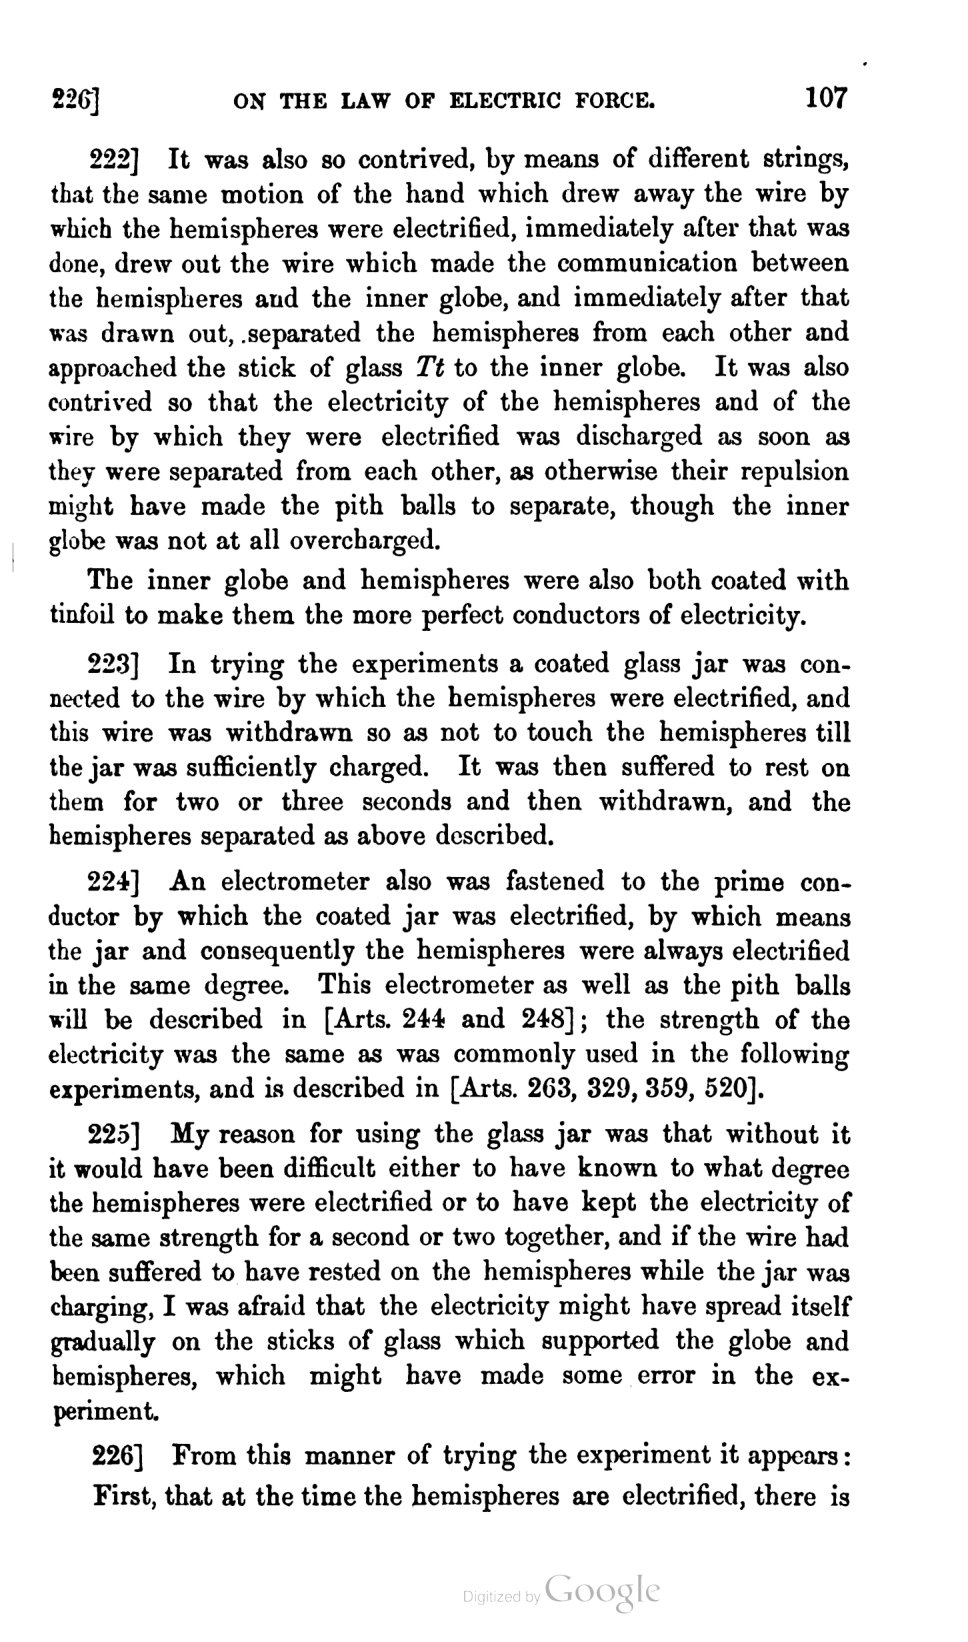 226] ON THE LAW OF ELECTRIC FORCE. 107
222] It was also so contrived, by means of different strings,
that the same motion of the hand which drew away the wire by
which the hemispheres were electrified, immediately after that was
done, drew out the wire which made the communication between
the hemispheres and the inner globe, and immediately after that
was drawn out, .separated the hemispheres from each other and
approached the stick of glass Tt to the inner globe. It was also
contrived so that the electricity of the hemispheres and of the
wire by which they were electrified was discharged as soon as
they were separated from each other, as otherwise their repulsion
might have made the pith balls to separate, though the inner
globe was not at all overcharged.
The inner globe and hemispheres were also both coated with
tinfoil to make them the more perfect conductors of electricity.
223] In trying the experiments a coated glass jar was con-
nected to the wire by which the hemispheres were electrified, and
this wire was withdrawn so as not to touch the hemispheres till
the jar was sufficiently charged. It was then suffered to rest on
them for two or three seconds and then withdrawn, and the
hemispheres separated as above described.
224] An electrometer also was fastened to the prime con-
ductor by which the coated jar was electrified, by which means
the jar and consequently the hemispheres were always electrified
in the same degree. This electrometer as well as the pith balls
will be described in [Arts. 244 and 248]; the strength of the
electricity was the same as was commonly used in the following
experiments, and is described in [Arts. 263, 329, 359, 520].
225] My reason for using the glass jar was that without it
it would have been difficult either to have known to what degree
the hemispheres were electrified or to have kept the electricity of
the same strength for a second or two together, and if the wire had
been suffered to have rested on the hemispheres while the jar was
charging, I was afraid that the electricity might have spread itself
gradually on the sticks of glass which supported the globe and
hemispheres, which might have made some error in the ex-
periment.
226] From this manner of trying the experiment it appears:
First, that at the time the hemispheres are electrified, there is
Digitized by Google